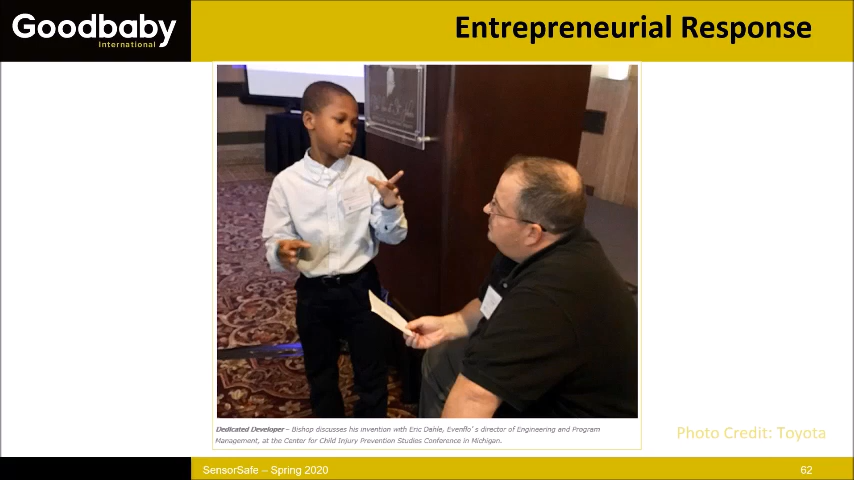 Goodbaby
International
Entrepreneurial Response
Dedicated Developer – Bishop discusses his invention with Eric Dahle, Evenflo's director of Engineering and Program
Management, at the Center for Child Injury Prevention Studies Conference in Michigan.
Photo Credit: Toyota
SensorSafe – Spring 2020
62